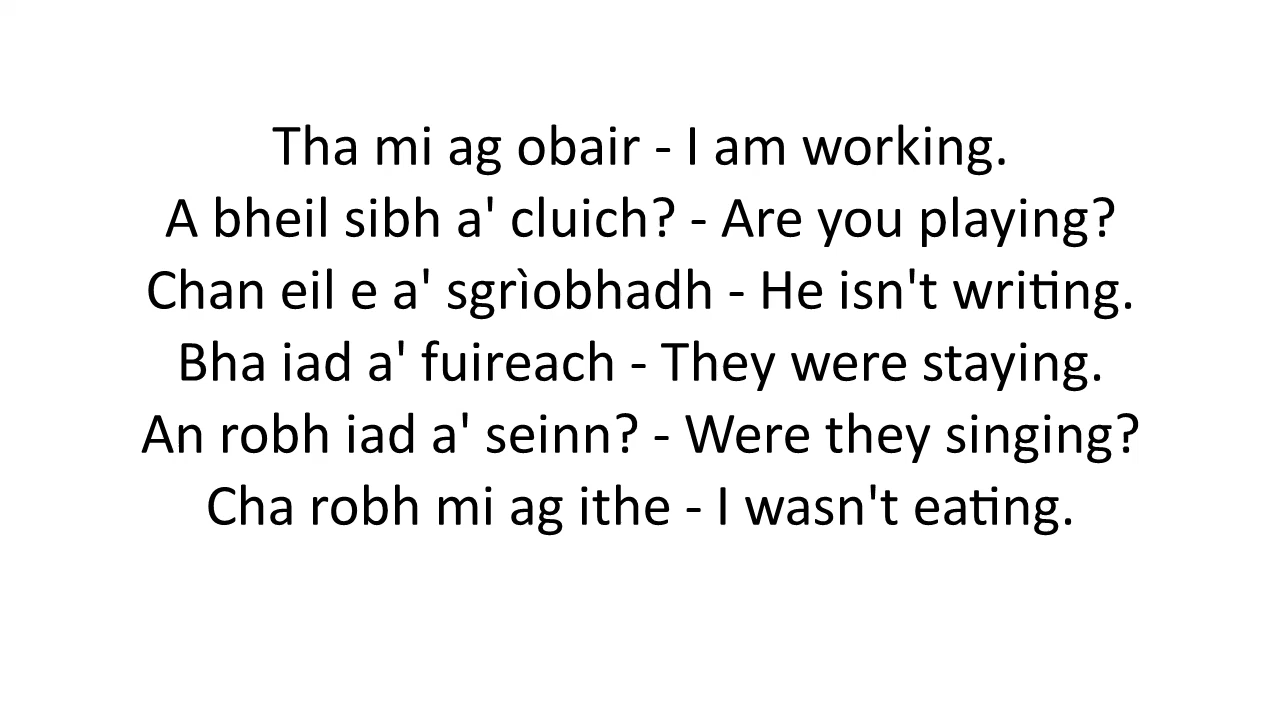 Tha mi ag obair - I am working.
A bheil sibh a' cluich? - Are you playing?
Chan eil e a' sgrìobhadh - He isn't writing.
Bha iad a' fuireach - They were staying.
An robh iad a' seinn? - Were they singing?
Cha robh mi ag ithe - I wasn't eating.